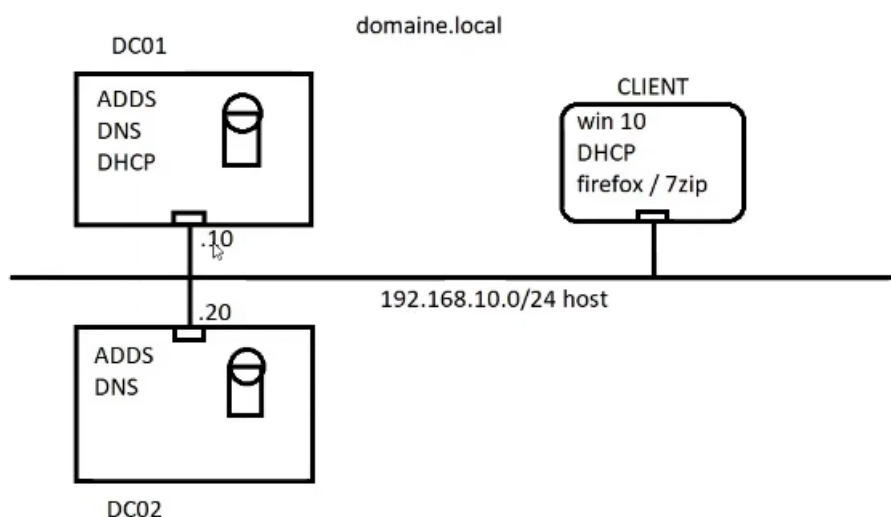 domaine.local
DC01
ADDS
DNS
DHCP
.10
CLIENT
win 10
DHCP
firefox / 7zip
192.168.10.0/24 host
.20
ADDS
DNS
DC02